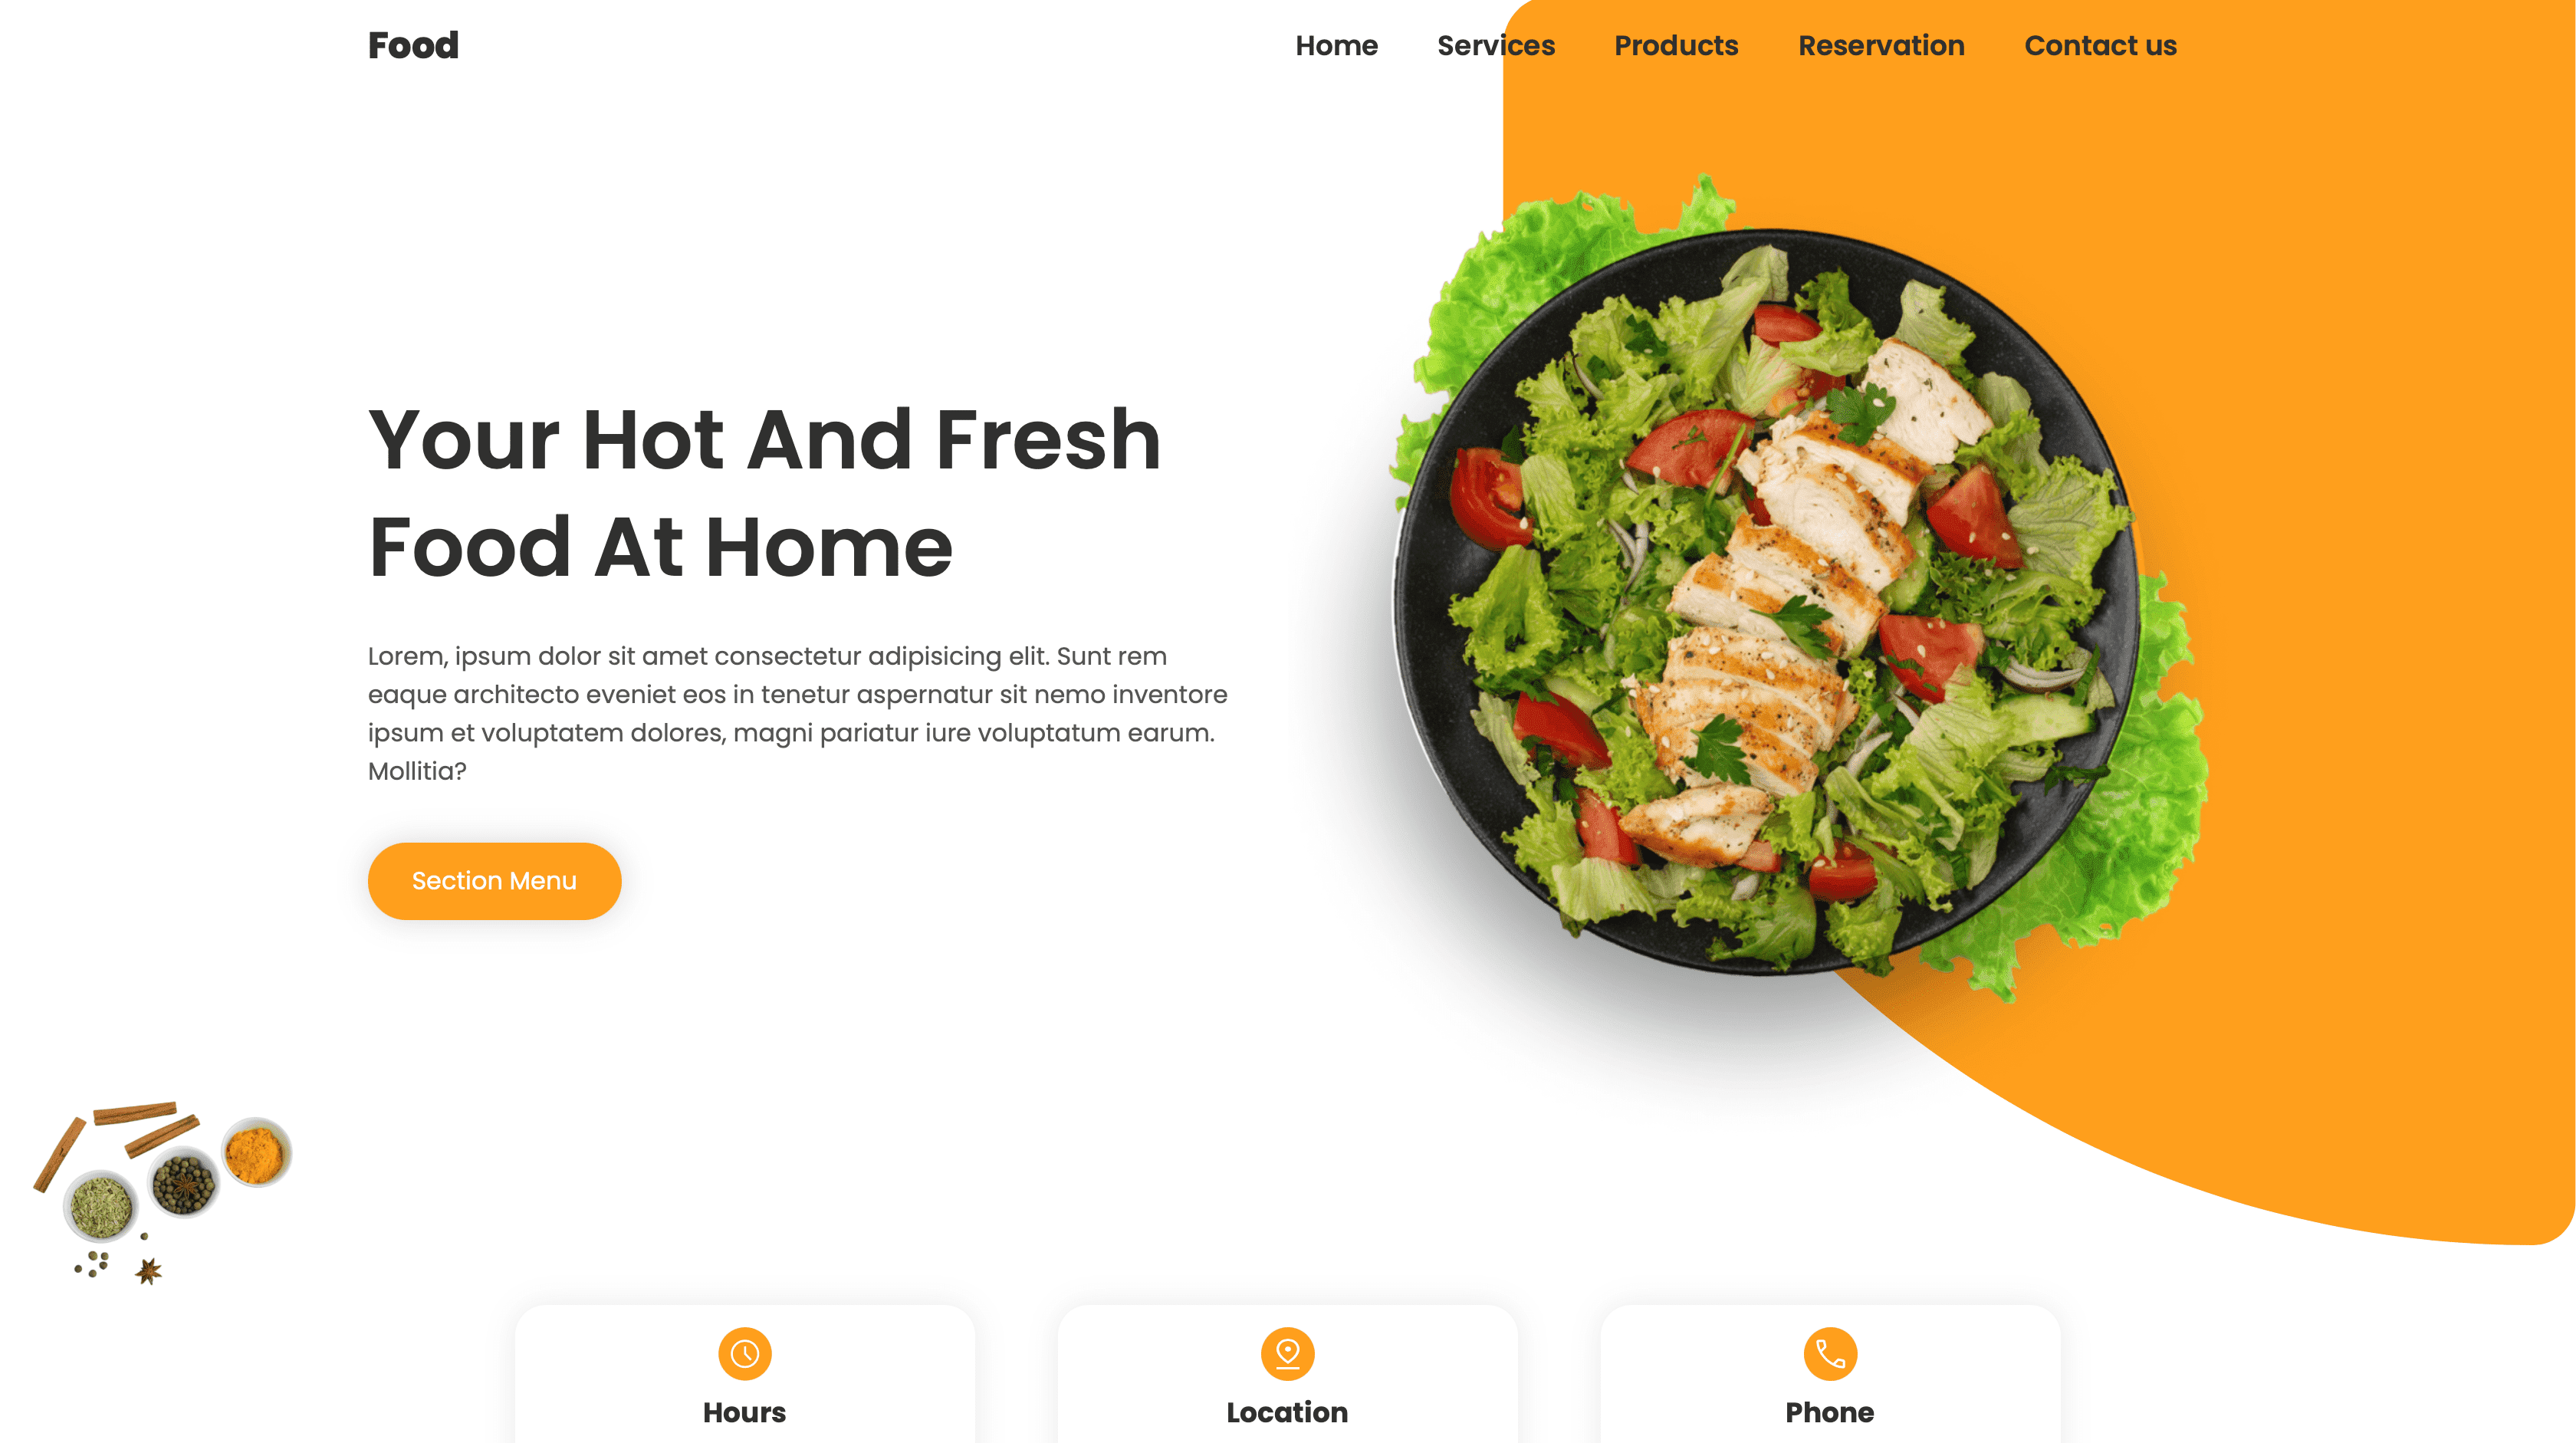 Food
Home
Services
Products
Reservation
Contact us
Your Hot And Fresh
Food At Home
Lorem, ipsum dolor sit amet consectetur adipisicing elit. Sunt rem
eaque architecto eveniet eos in tenetur aspernatur sit nemo inventore
ipsum et voluptatem dolores, magni pariatur iure voluptatum earum.
Mollitia?
Section Menu
Hours
Location
Phone